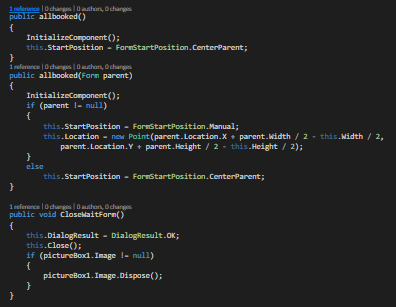 1 reference | 0 changes | 0 authors, 0 changes
public allbooked()
{
InitializeComponent();
this.StartPosition = FormStartPosition.CenterParent;
}
1 reference | 0 changes | 0 authors, 0 changes
public allbooked(Form parent)
{
InitializeComponent();
if (parent != null)
{
this.StartPosition = FormStartPosition.Manual;
this.Location = new Point(parent.Location.X + parent.Width / 2 - this.Width / 2,
parent.Location.Y + parent.Height / 2 - this.Height / 2);
}
else
this.StartPosition = FormStartPosition.CenterParent;
}
1 reference | 0 changes | 0 authors, 0 changes
public void CloseWaitForm()
{
this.DialogResult = DialogResult.OK;
this.Close();
if (pictureBox1.Image != null)
{
pictureBox1.Image.Dispose();
}
}